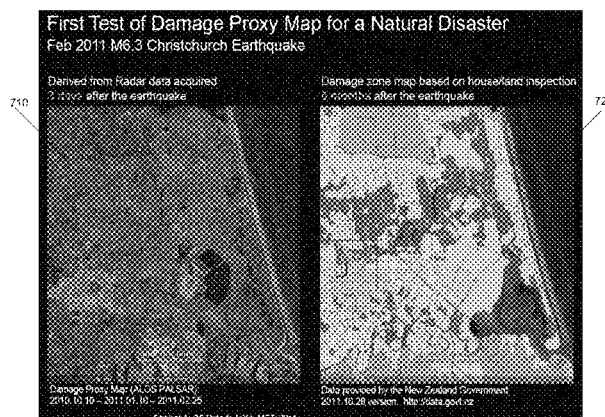 First Test of Damage Proxy Map for a Natural Disaster
Feb 2011 M6.3 Christchurch Earthquake
Derived from Radar data acquired
3 days after the earthquake
Damage zone map based on house/land inspection
months after the earthquake
710
72
Damage Proxy Map (ALOS PALSAR)
2010.10.10 – 2011.01.10 – 2011.02.25
Data provided by the New Zealand Government
2011.10.28 version. http://data.govt.nz